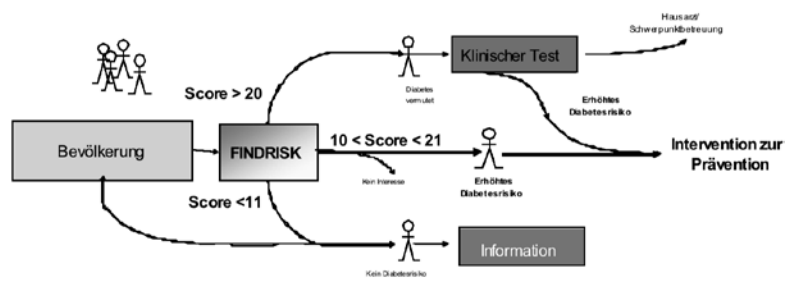 Hausarzt/
Schwerpunktbetreuung
Klinischer Test
Score > 20
Diabetes
vermutet
Erhöhtes
Diabetesrisiko
Bevölkerung
FINDRISK
10 < Score < 21
Intervention zur
Prävention
Kein Interesse
Erhöhtes
Diabetesrisiko
Score <11
Information
Kein Diabetesrisiko